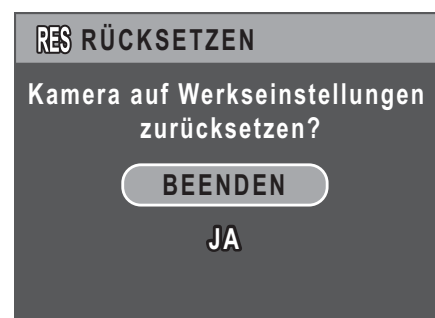 RES RÜCKSETZEN
Kamera auf Werkseinstellungen
zurücksetzen?
BEENDEN
JA